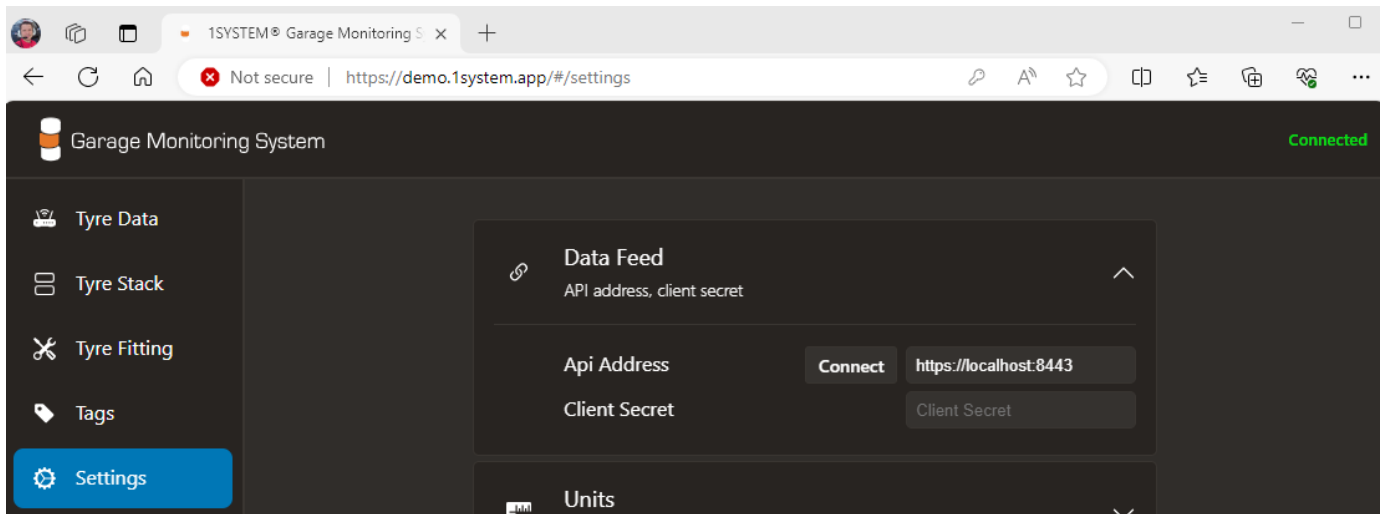 1SYSTEM® Garage Monitoring S
Not secure https://demo.1system.app/#/settings
Garage Monitoring System
Connected
Tyre Data
Tyre Stack
Tyre Fitting
Tags
Settings
Data Feed
API address, client secret
Api Address Connect https://localhost:8443
Client Secret Client Secret
Units